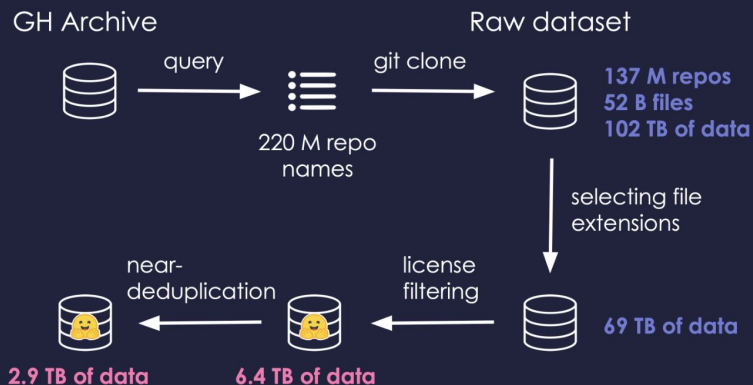 GH Archive
Raw dataset
query
git clone
220 M repo
names
137 M repos
52 B files
102 TB of data
selecting file
extensions
69 TB of data
license
filtering
near-
deduplication
6.4 TB of data
2.9 TB of data